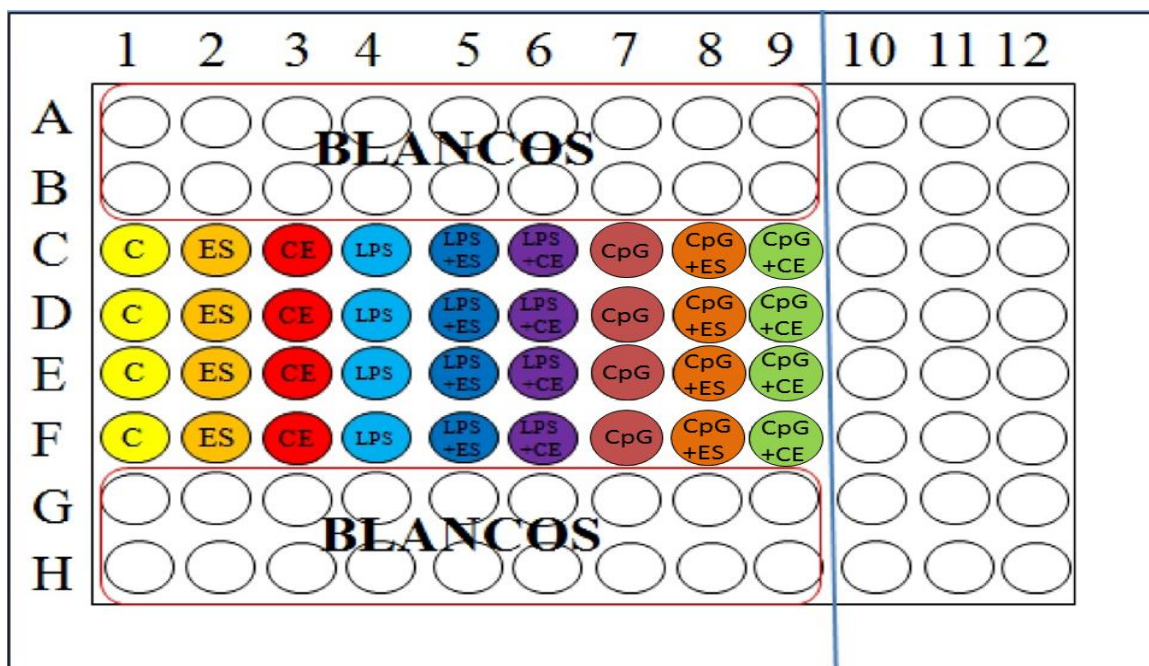 1 2 3 4 5 6 7 8 9 10 11 12
A
BLANCOS
B
C C ES CE LPS LPS +ES LPS +CE CpG CpG +ES CpG +CE
D C ES CE LPS LPS +ES LPS +CE CpG CpG +ES CpG +CE
E C ES CE LPS LPS +ES LPS +CE CpG CpG +ES CpG +CE
F C ES CE LPS LPS +ES LPS +CE CpG CpG +ES CpG +CE
G
BLANCOS
H